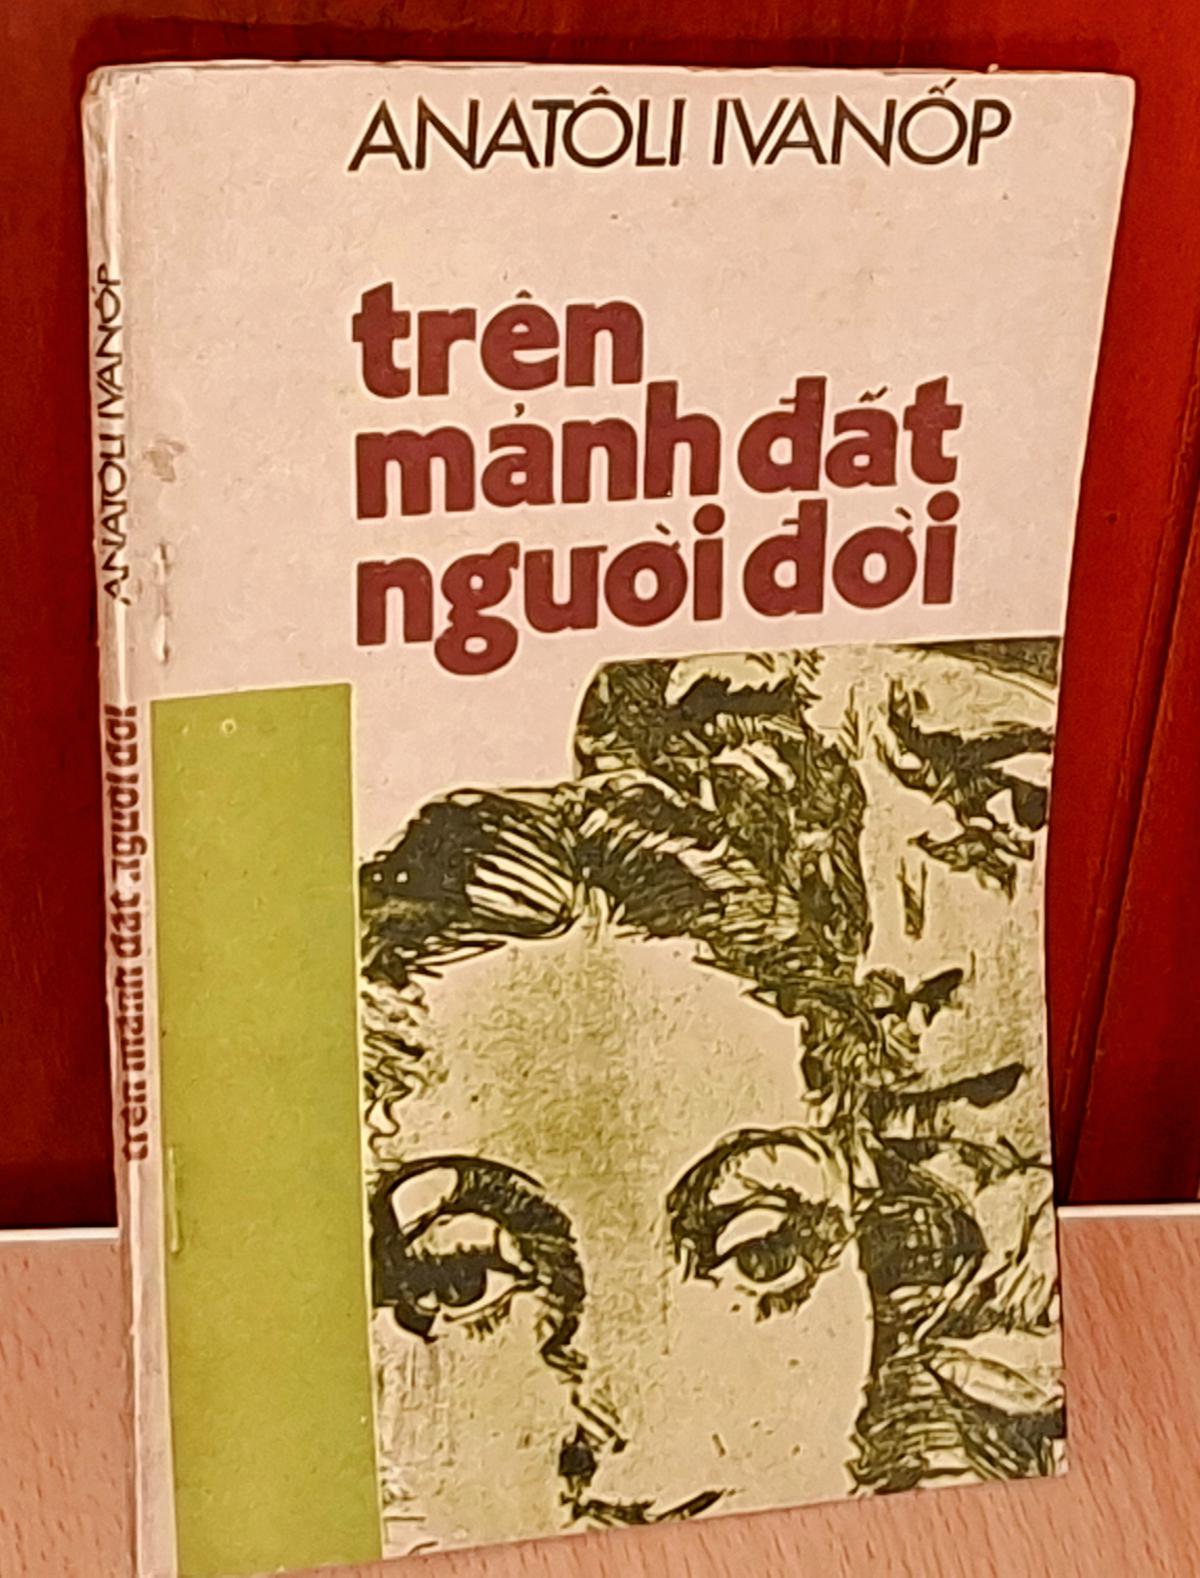 ANATÔLI IVANỐP
trên
mảnh đất
người đời
ANATÔLI IVANỐP
trên mảnh đất người đời